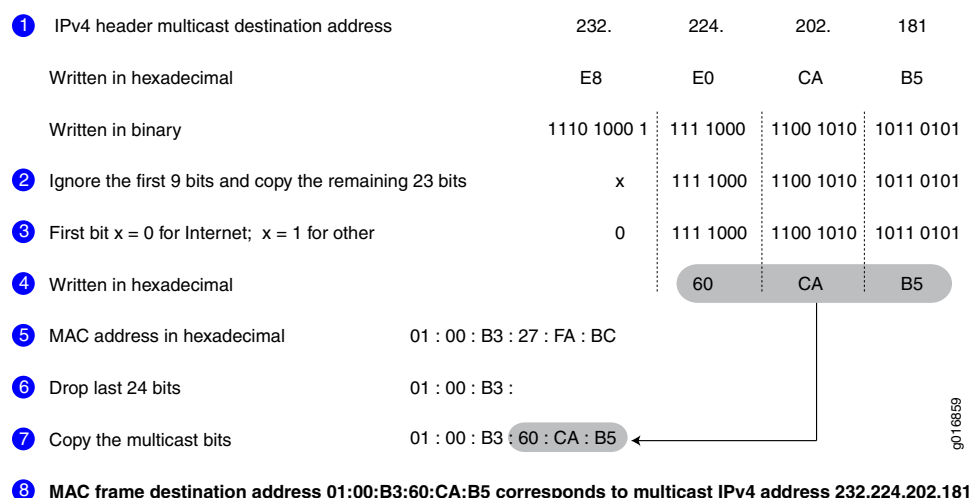 1 IPv4 header multicast destination address 232. 224. 202. 181
Written in hexadecimal E8 E0 CA B5
Written in binary 1110 1000 1 111 1000 1100 1010 1011 0101
2 Ignore the first 9 bits and copy the remaining 23 bits x 111 1000 1100 1010 1011 0101
3 First bit x = 0 for Internet; x = 1 for other 0 111 1000 1100 1010 1011 0101
4 Written in hexadecimal 60 CA B5
5 MAC address in hexadecimal 01 : 00 : B3 : 27 : FA : BC
6 Drop last 24 bits 01 : 00 : B3 :
7 Copy the multicast bits 01 : 00 : B3 : 60 : CA : B5
g016859
8 MAC frame destination address 01:00:B3:60:CA:B5 corresponds to multicast IPv4 address 232.224.202.181